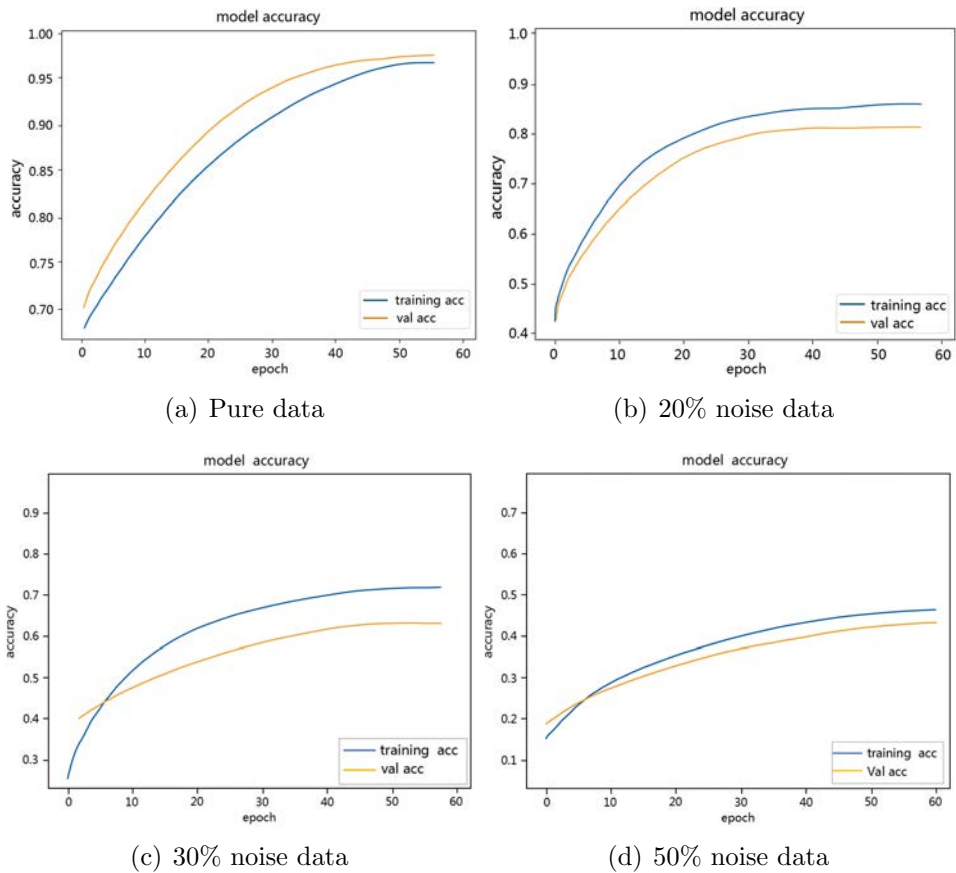 model accuracy
1.00
0.95
0.90
0.85
0.80
0.75
0.70
accuracy
training acc
val acc
0 10 20 30 40 50 60
epoch
(a) Pure data
model accuracy
1.0
0.9
0.8
0.7
0.6
0.5
0.4
accuracy
training acc
val acc
0 10 20 30 40 50 60
epoch
(b) 20% noise data
model accuracy
0.9
0.8
0.7
0.6
0.5
0.4
0.3
accuracy
training acc
val acc
0 10 20 30 40 50 60
epoch
(c) 30% noise data
model accuracy
0.7
0.6
0.5
0.4
0.3
0.2
0.1
accuracy
training acc
Val acc
0 10 20 30 40 50 60
epoch
(d) 50% noise data